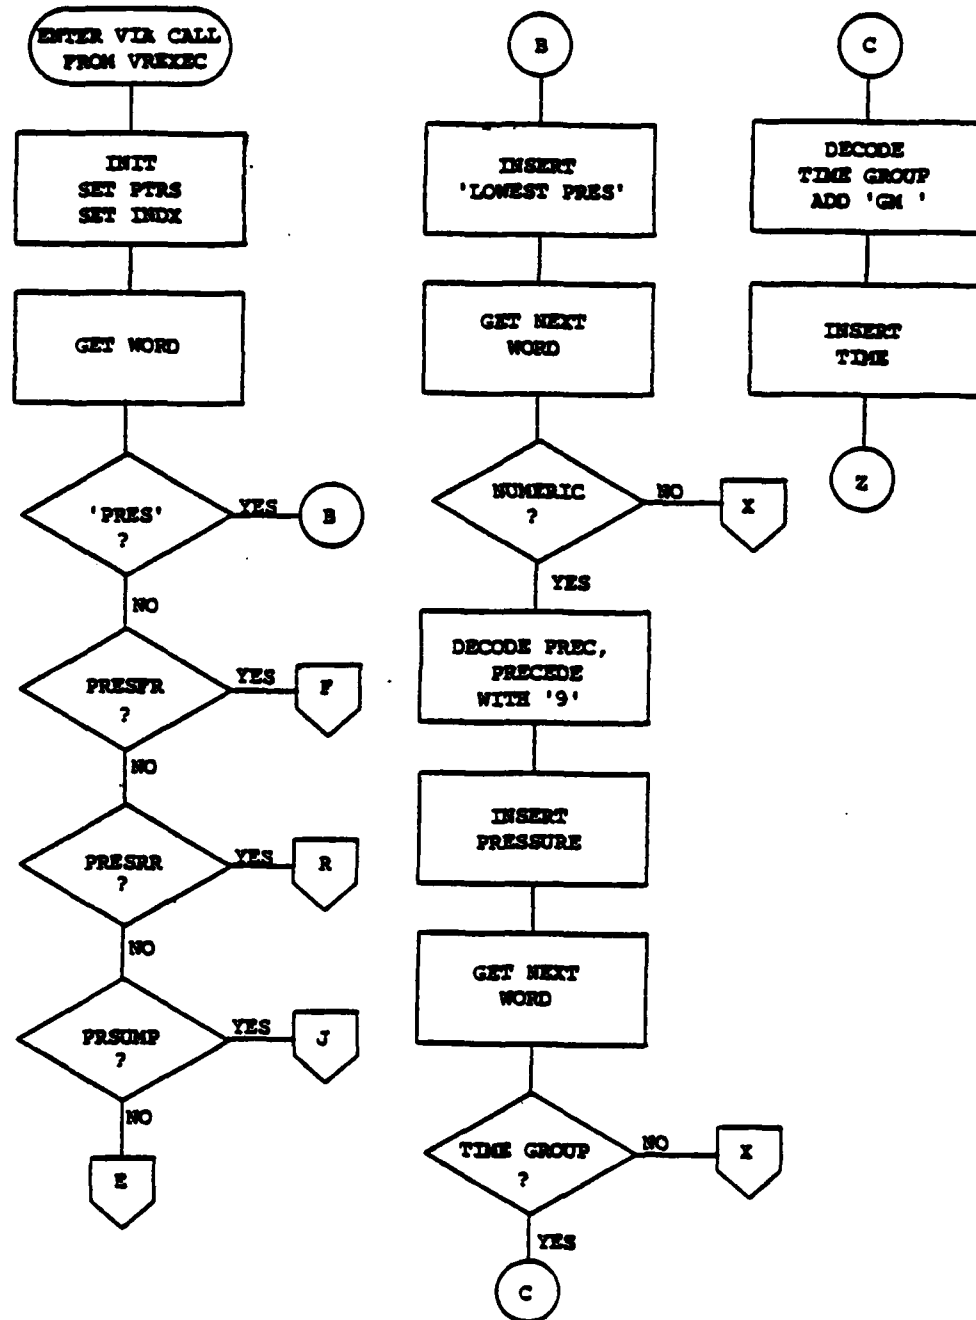 ENTER VIA CALL
FROM VREXEC
INIT
SET PTRS
SET INDX
GET WORD
'PRES'
?
YES
B
NO
PRESFR
?
YES
F
NO
PRESRR
?
YES
R
NO
PRSUMP
?
YES
J
NO
E
B
INSERT
'LOWEST PRES'
GET NEXT
WORD
NUMERIC
?
NO
X
YES
DECODE PREC,
PRECEDE
WITH '9'
INSERT
PRESSURE
GET NEXT
WORD
TIME GROUP
?
NO
X
YES
C
C
DECODE
TIME GROUP
ADD 'GM '
INSERT
TIME
Z